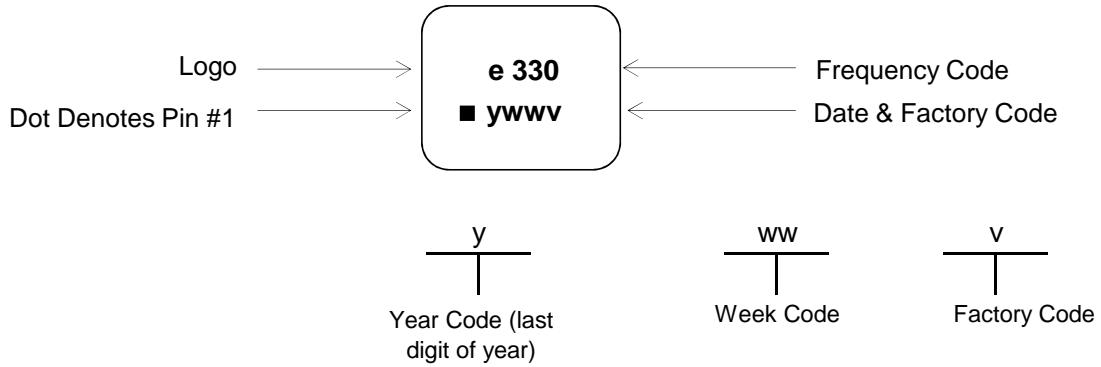 Logo
e 330
Frequency Code
Dot Denotes Pin #1
■ ywwv
Date & Factory Code
y
ww
v
Year Code (last
digit of year)
Week Code
Factory Code